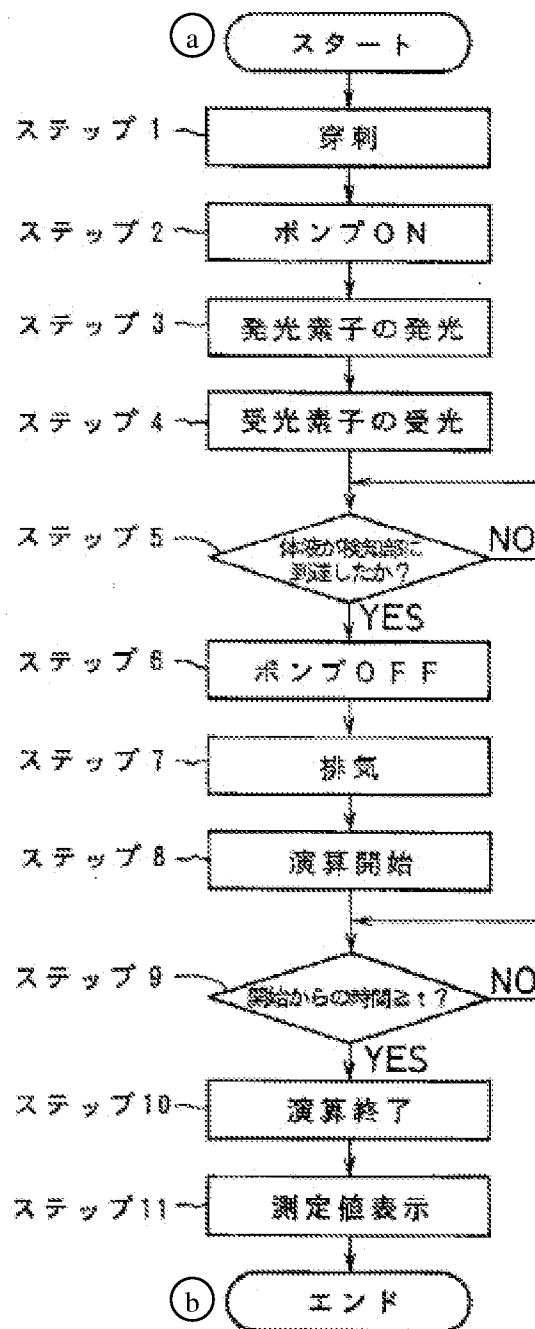 a スタート
ステップ1 穿刺
ステップ2 ポンプON
ステップ3 発光素子の発光
ステップ4 受光素子の受光
ステップ5 体液が検知部に
到達したか?
NO
YES
ステップ6 ポンプOFF
ステップ7 排気
ステップ8 演算開始
ステップ9 開始からの時間≧t?
NO
YES
ステップ10 演算終了
ステップ11 測定値表示
b エンド